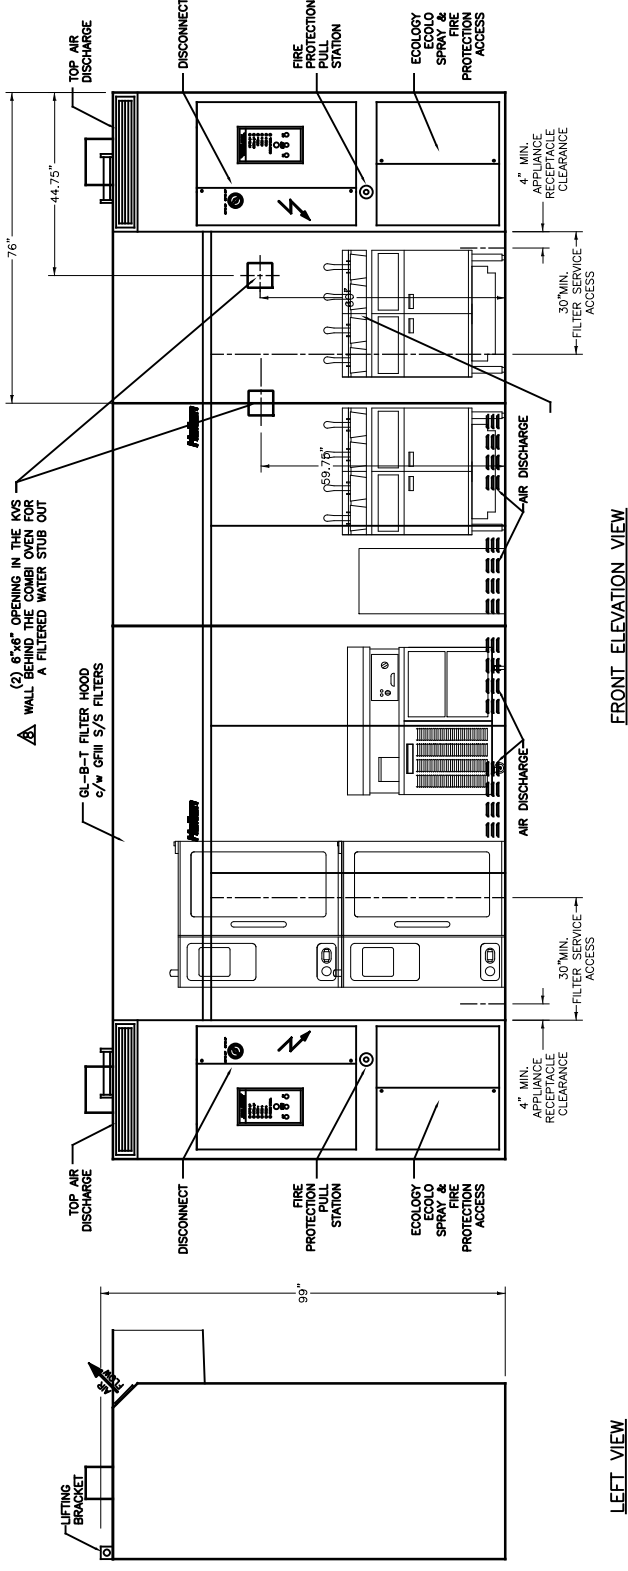 LIFTING
BRACKET
AIR
FLOW
99"
LEFT VIEW
TOP AIR
DISCHARGE
DISCONNECT
FIRE
PROTECTION
PULL
STATION
ECOLOGY
ECOLO
SPRAY &
FIRE
PROTECTION
ACCESS
4" MIN.
APPLIANCE
RECEPTACLE
CLEARANCE
30"MIN.
FILTER SERVICE
ACCESS
GL-B-T FILTER HOOD
c/w GFIII S/S FILTERS
Halton
AIR DISCHARGE
8
(2) 6"x6" OPENING IN THE KVS
WALL BEHIND THE COMBI OVEN FOR
A FILTERED WATER STUB OUT
Halton
59.75"
60"
AIR DISCHARGE
76"
44.75"
30"MIN.
FILTER SERVICE
ACCESS
4" MIN.
APPLIANCE
RECEPTACLE
CLEARANCE
TOP AIR
DISCHARGE
DISCONNECT
FIRE
PROTECTION
PULL
STATION
ECOLOGY
ECOLO
SPRAY &
FIRE
PROTECTION
ACCESS
FRONT ELEVATION VIEW